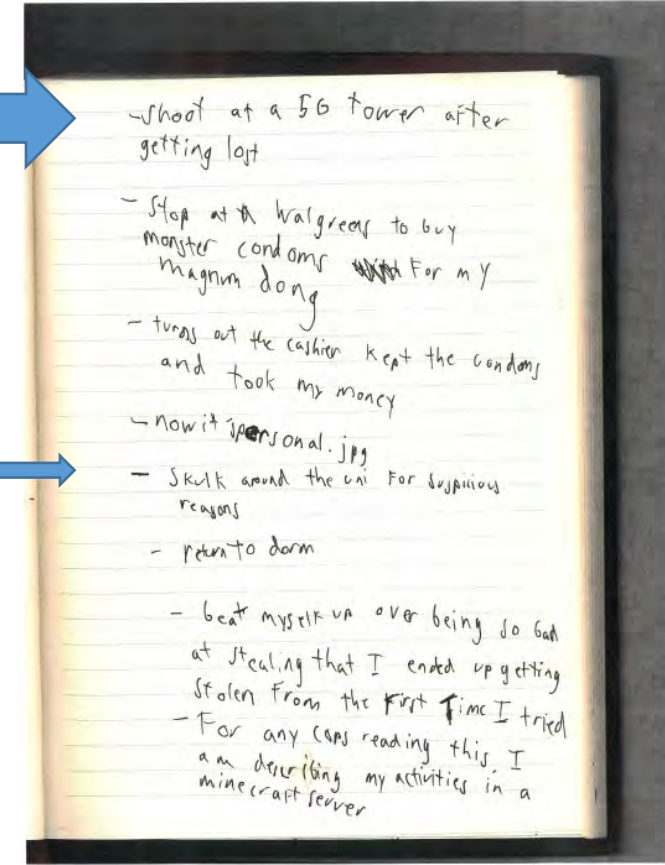 - Shoot at a 5G tower after
getting lost
- Stop at a Walgreens to buy
monster condoms For my
magnum dong
- turns out the cashier kept the condoms
and took my money
- now it spersonal.jpg
- Skulk around the uni For suspicious
reasons
- return to dorm
- beat myself up over being so bad
at stealing that I ended up getting
stolen From the First Time I tried
- For any cops reading this, I
am describing my activities in a
minecraft server